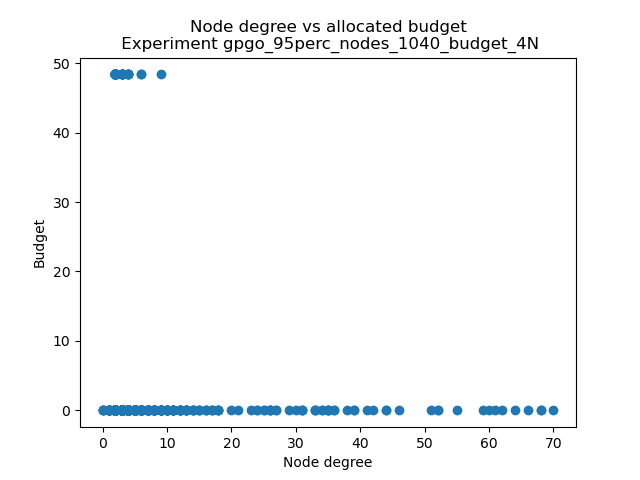 Node degree vs allocated budget
Experiment gpgo_95perc_nodes_1040_budget_4N
50
40
30
20
10
0
Budget
0 10 20 30 40 50 60 70
Node degree